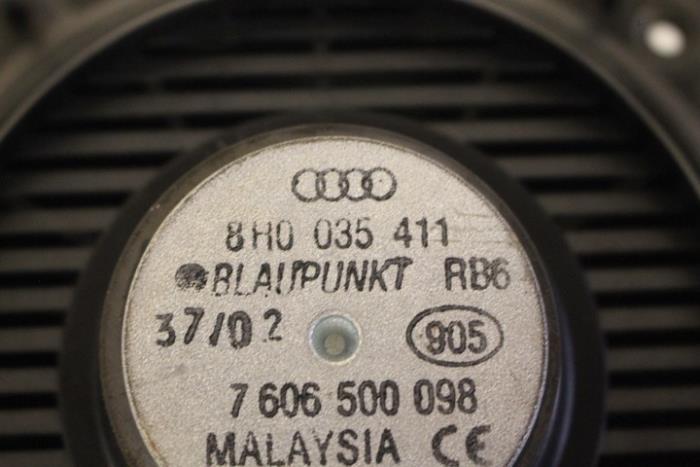 8H0 035 411
BLAUPUNKT RB6
37/02 905
7 606 500 098
MALAYSIA CE